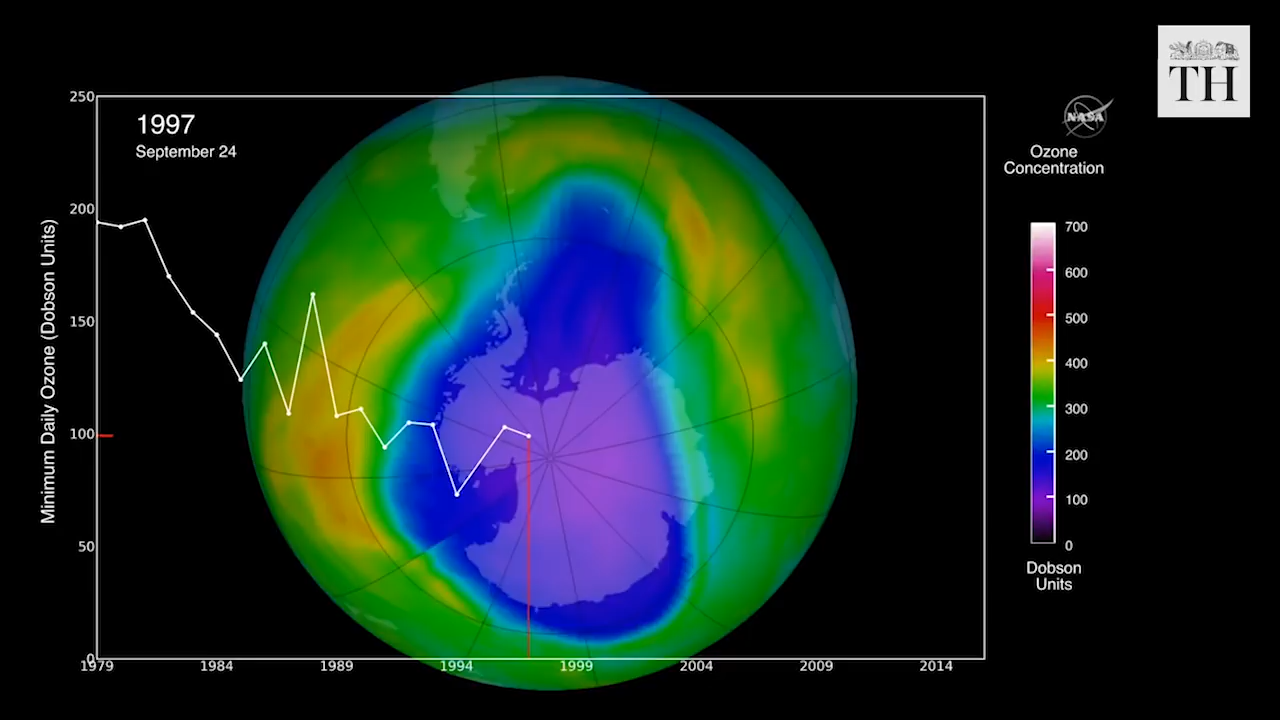 TH
NASA
1997
September 24
Ozone
Concentration
Minimum Daily Ozone (Dobson Units)
250
200
150
100
50
0
1979 1984 1989 1994 1999 2004 2009 2014
700
600
500
400
300
200
100
0
Dobson
Units